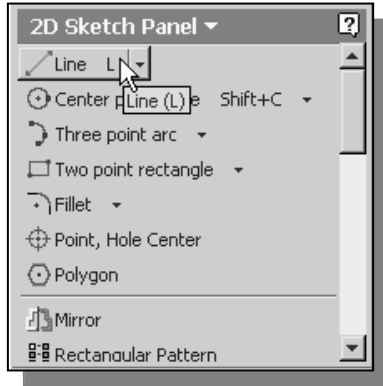 2D Sketch Panel
Line L
Center p e Shift+C
Line (L)
Three point arc
Two point rectangle
Fillet
Point, Hole Center
Polygon
Mirror
Rectangular Pattern